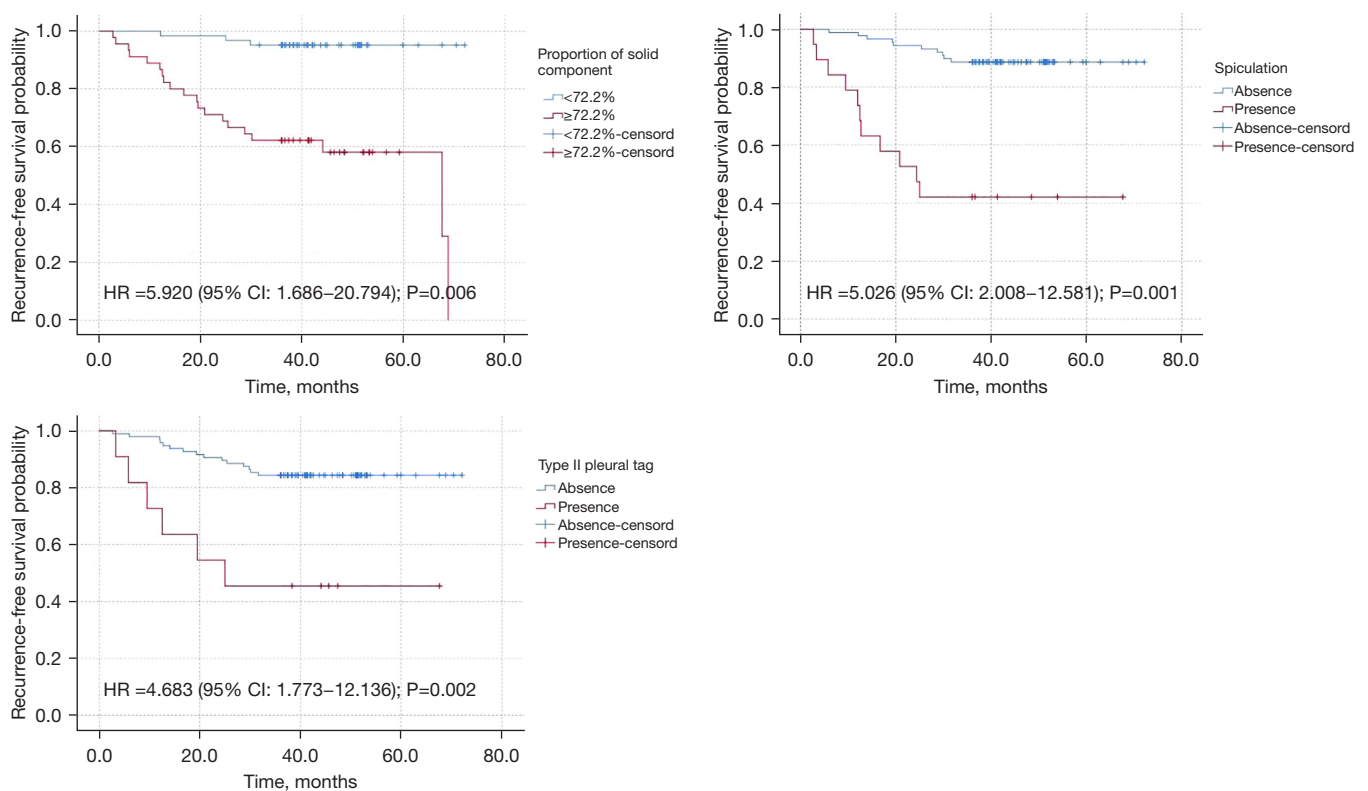 Recurrence-free survival probability
1.0
0.8
0.6
0.4
0.2
0.0
HR =5.920 (95% CI: 1.686–20.794); P=0.006
0.0 20.0 40.0 60.0 80.0
Time, months
Proportion of solid
component
<72.2%
≥72.2%
<72.2%-censord
≥72.2%-censord
Recurrence-free survival probability
1.0
0.8
0.6
0.4
0.2
0.0
HR =5.026 (95% CI: 2.008–12.581); P=0.001
0.0 20.0 40.0 60.0 80.0
Time, months
Spiculation
Absence
Presence
Absence-censord
Presence-censord
Recurrence-free survival probability
1.0
0.8
0.6
0.4
0.2
0.0
HR =4.683 (95% CI: 1.773–12.136); P=0.002
0.0 20.0 40.0 60.0 80.0
Time, months
Type II pleural tag
Absence
Presence
Absence-censord
Presence-censord